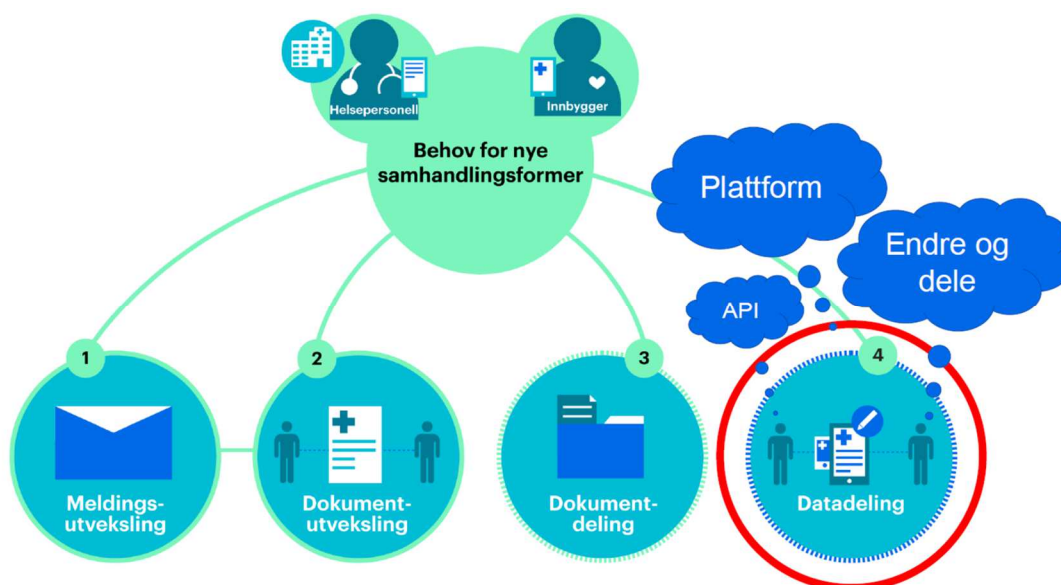 Helsepersonell
Innbygger
Behov for nye
samhandlingsformer
Plattform
Endre og
dele
API
1
Meldings-
utveksling
2
Dokument-
utveksling
3
Dokument-
deling
4
Datadeling